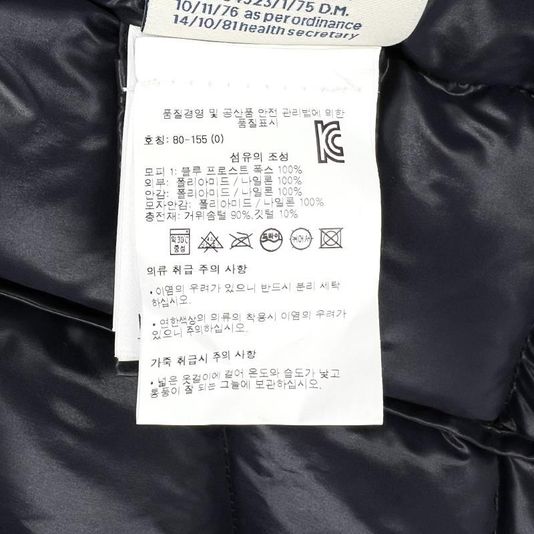 1/75 D.M.
10/11/76 as per ordinance
14/10/81 health secretary
품질경영 및 공산품 안전 관리법에 의한
품질표시
호칭: 80-155 (0)
섬유의 조성
모피 1: 블루 프로스트 폭스 100%
외부: 폴리아미드 / 나일론 100%
안감: 폴리아미드 / 나일론 100%
모자안감: 폴리아미드 / 나일론 100%
충전재: 거위솜털 90%, 깃털 10%
약30℃ 중성 드라이
의류 취급 주의 사항
• 이염의 우려가 있으니 반드시 분리 세탁
하십시오.
• 연한색상의 의류의 착용시 이염의 우려가
있으니 주의하십시오.
가죽 취급시 주의 사항
• 넓은 옷걸이에 걸어 온도와 습도가 낮고
통풍이 잘 되는 그늘에 보관하십시오.